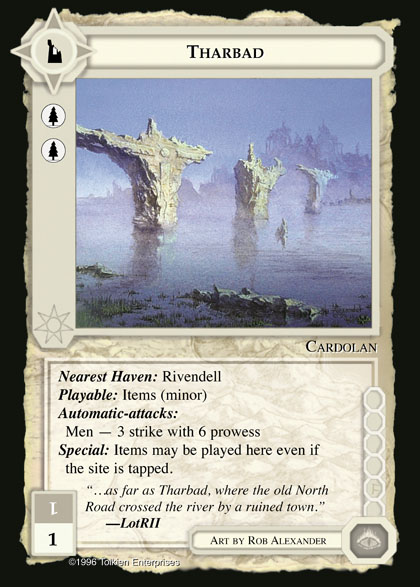 THARBAD
CARDOLAN
Nearest Haven: Rivendell
Playable: Items (minor)
Automatic-attacks:
Men — 3 strike with 6 prowess
Special: Items may be played here even if
the site is tapped.
“…as far as Tharbad, where the old North
Road crossed the river by a ruined town.”
—LotRII
1
1
ART BY ROB ALEXANDER
©1996 Tolkien Enterprises